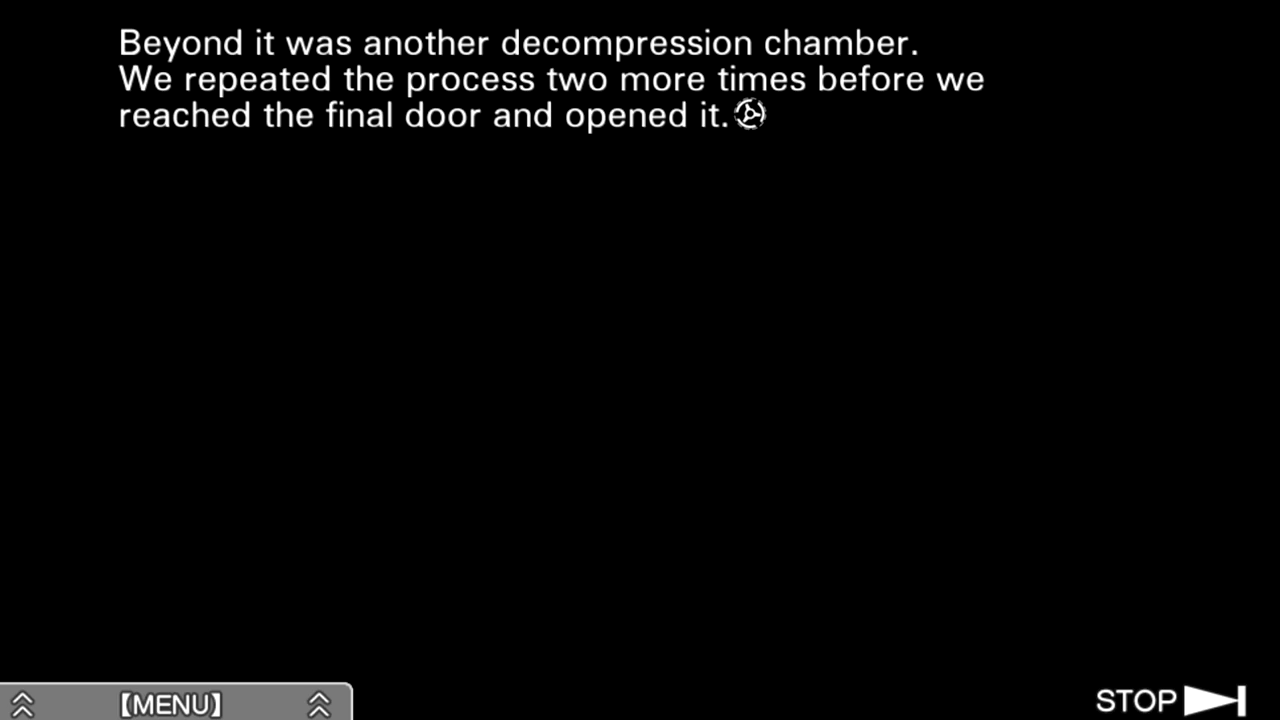 Beyond it was another decompression chamber.
We repeated the process two more times before we
reached the final door and opened it.
【MENU】
STOP